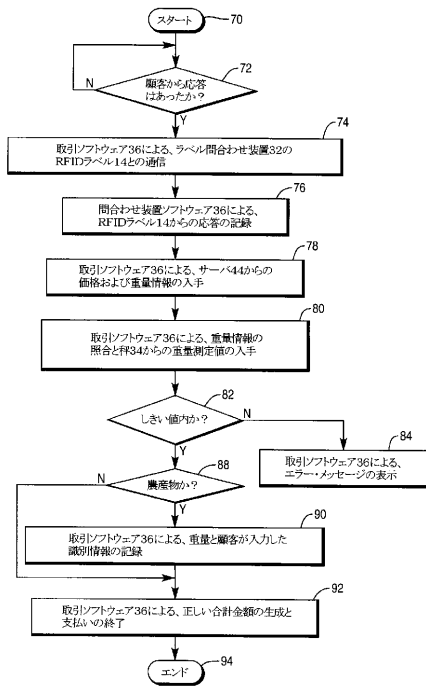 スタート
70
72
顧客から応答
はあったか?
N
Y
74
取引ソフトウェア36による、ラベル問合わせ装置32の
RFIDラベル14との通信
76
問合わせ装置ソフトウェア36による、
RFIDラベル14からの応答の記録
78
取引ソフトウェア36による、サーバ44からの
価格および重量情報の入手
80
取引ソフトウェア36による、重量情報の
照合と秤34からの重量測定値の入手
82
しきい値内か?
N
Y
84
取引ソフトウェア36による、
エラー・メッセージの表示
88
農産物か?
N
Y
90
取引ソフトウェア36による、重量と顧客が入力した
識別情報の記録
92
取引ソフトウェア36による、正しい合計金額の生成と
支払いの終了
エンド
94